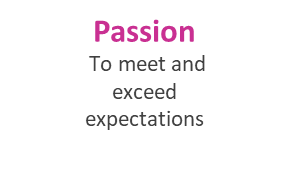 Passion
To meet and
exceed
expectations